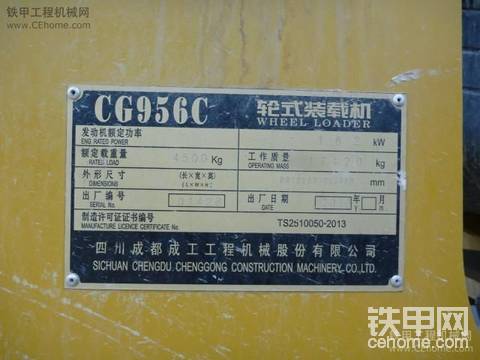 铁甲工程机械网
www.CEhome.com
CG956C 轮式装载机
WHEEL LOADER
发动机额定功率 162 kW
ENG RATED POWER
额定载重量 4500 Kg 工作质量 kg
RATED LOAD OPERATING MASS
外形尺寸 (长×宽×高) mm
DIMENSIONS (L×W×H)
出厂编号 出厂日期 年 月
SERIAL No. DATE
制造许可证证书编号 TS2510050-2013
MANUFACTURE LICENCE CERTIFICATE No.
四川成都成工工程机械股份有限公司
SICHUAN CHENGDU CHENGGONG CONSTRUCTION MACHINERY CO.,LTD.
铁甲网
cehome.com